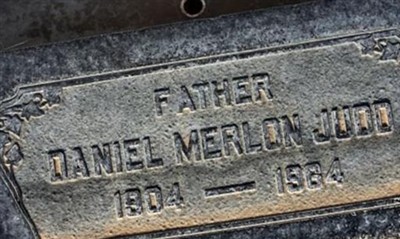 FATHER
DANIEL MERLON JUDD
1904 — 1984